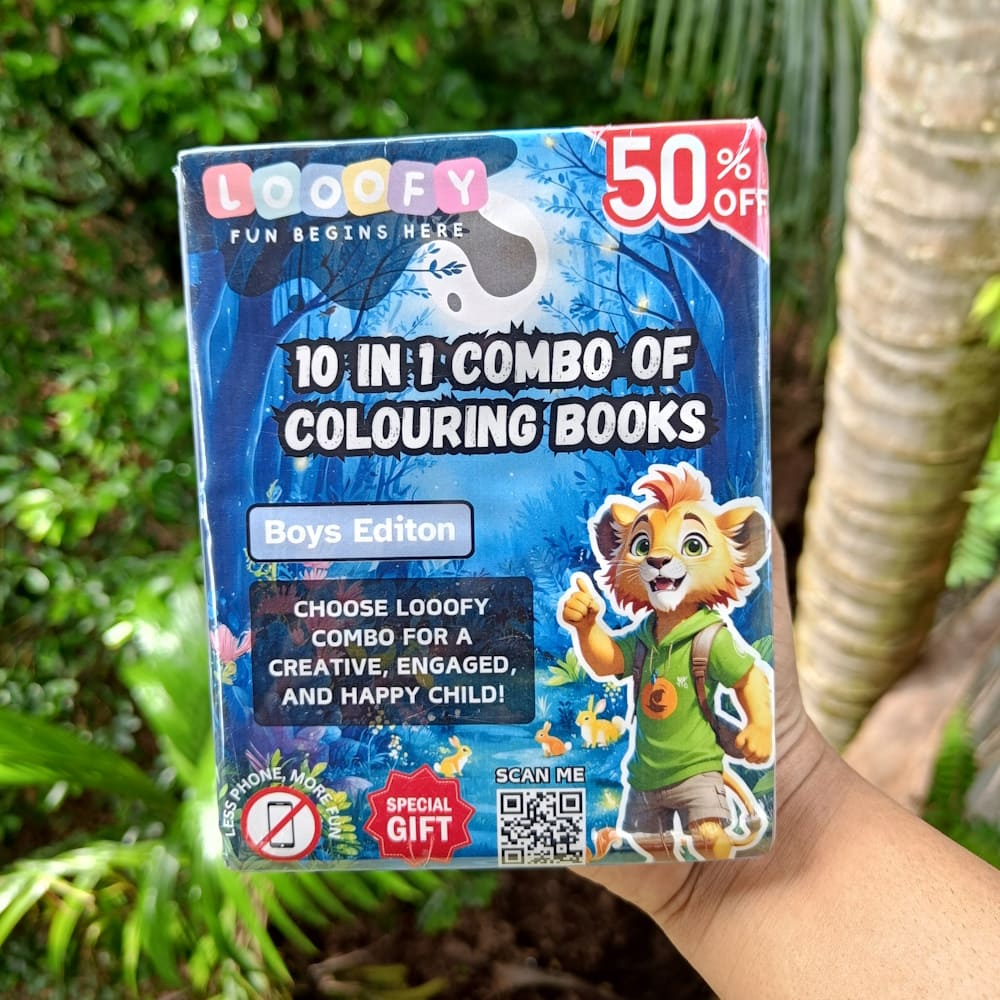 LOOOFY
FUN BEGINS HERE
50% OFF
10 IN 1 COMBO OF
COLOURING BOOKS
Boys Editon
CHOOSE LOOOFY
COMBO FOR A
CREATIVE, ENGAGED,
AND HAPPY CHILD!
LESS PHONE, MORE FUN
SPECIAL
GIFT
SCAN ME